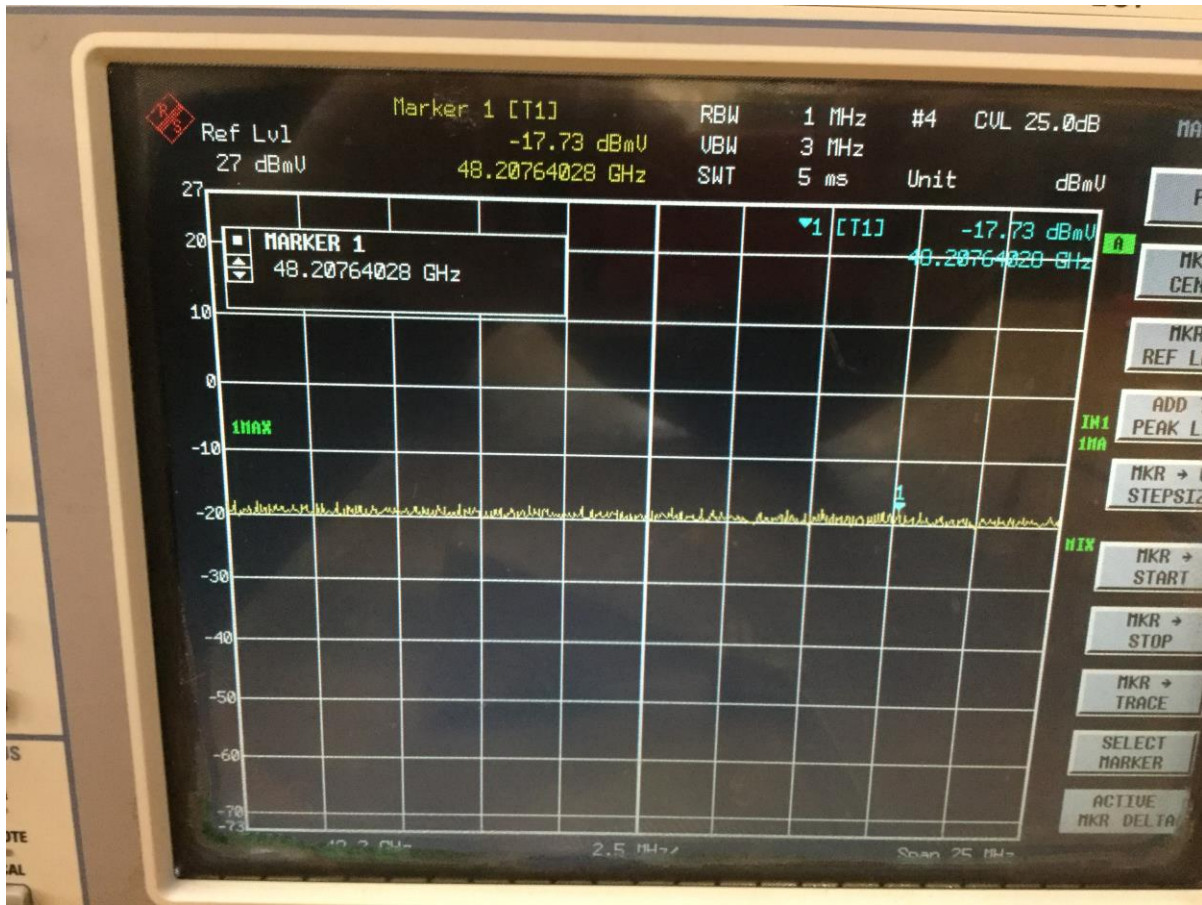 Ref Lvl
27 dBmV
Marker 1 [T1]
-17.73 dBmV
48.20764028 GHz
RBW 1 MHz
VBW 3 MHz
SWT 5 ms
#4 CVL 25.0dB
Unit dBmV
27
20
10
0
-10
-20
-30
-40
-50
-60
-70
-73
MARKER 1
48.20764028 GHz
1 [T1] -17.73 dBmV
48.20764028 GHz
1MAX
1
A
IN1
1MA
MIX
2.5 MHz/
Span 25 MHz
MKR
REF
ADD
PEAK
MKR →
STEPSIZ
MKR →
START
MKR →
STOP
MKR →
TRACE
SELECT
MARKER
ACTIVE
MKR DELTA